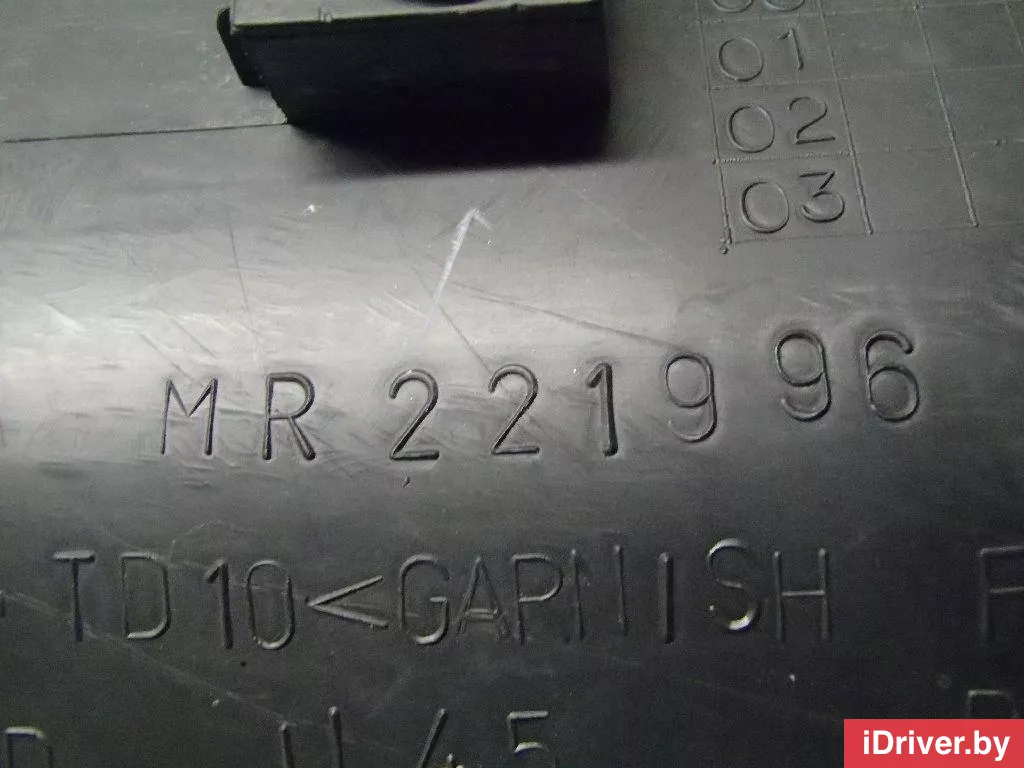 01
02
03
MR221996
TD10<GARNISH
iDriver.by